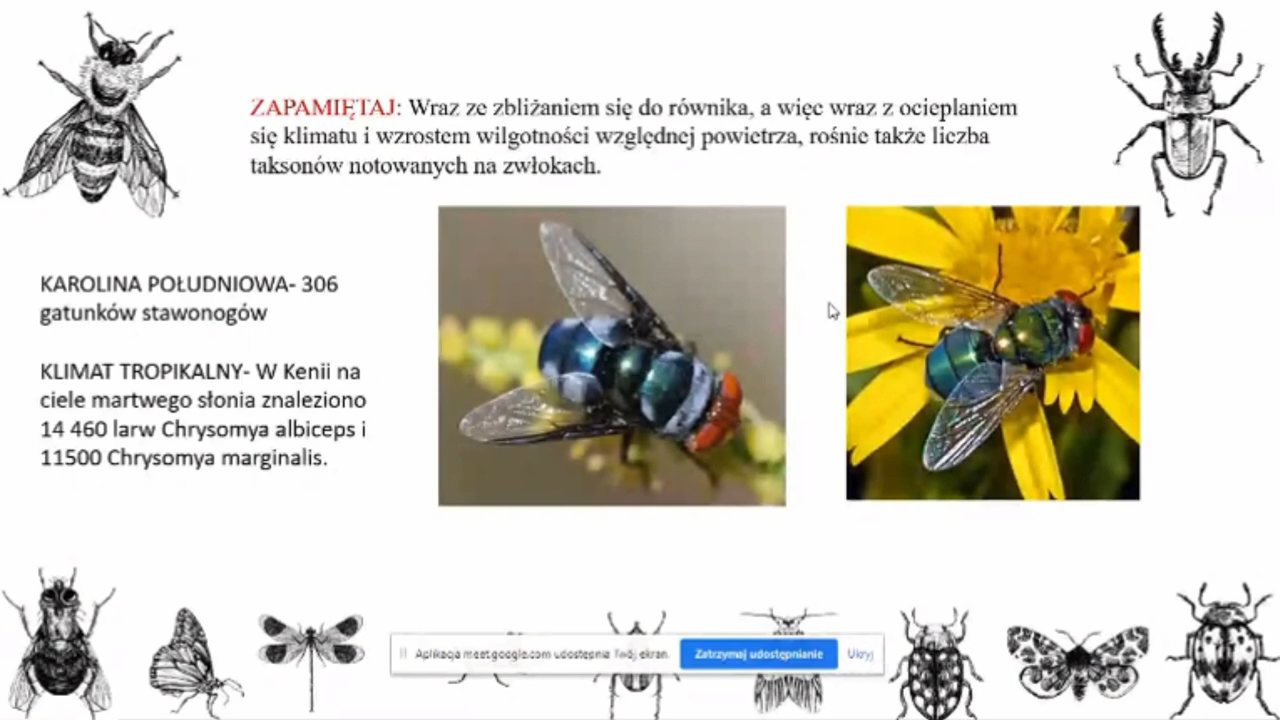 ZAPAMIĘTAJ: Wraz ze zbliżaniem się do równika, a więc wraz z ocieplaniem
się klimatu i wzrostem wilgotności względnej powietrza, rośnie także liczba
taksonów notowanych na zwłokach.
KAROLINA POŁUDNIOWA- 306
gatunków stawonogów
KLIMAT TROPIKALNY- W Kenii na
ciele martwego słonia znaleziono
14 460 larw Chrysomya albiceps i
11500 Chrysomya marginalis.
Aplikacja meet.google.com udostępnia Twój ekran.
Zatrzymaj udostępnianie
Ukryj